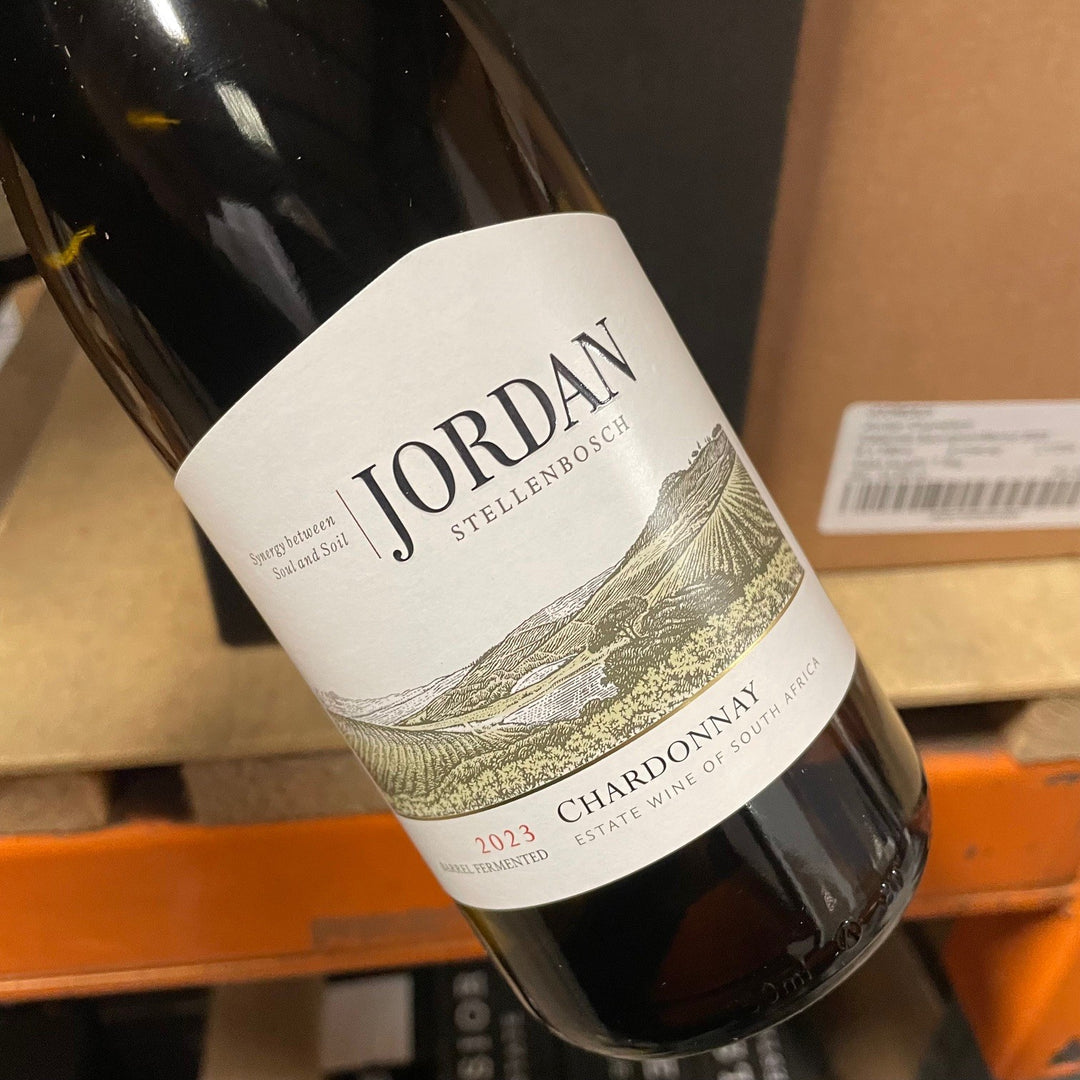 JORDAN
STELLENBOSCH
Synergy between
Soul and Soil
CHARDONNAY
ESTATE WINE OF SOUTH AFRICA
2023
BARREL FERMENTED